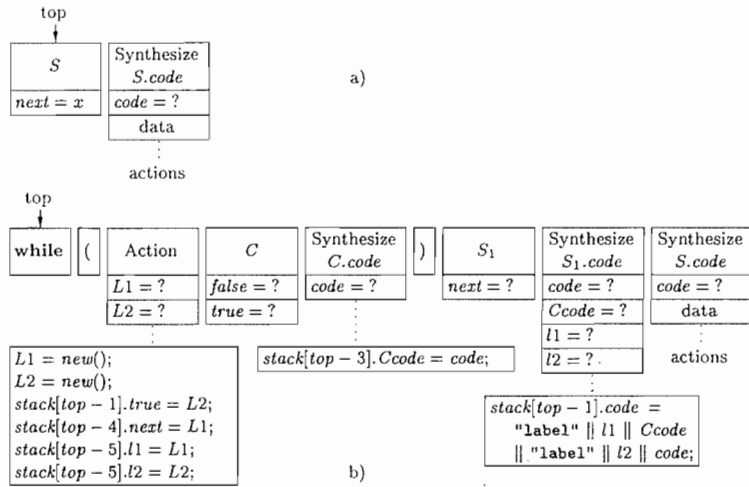 top
S
next = x
Synthesize
S.code
code = ?
data
actions
a)
top
while
(
Action
L1 = ?
L2 = ?
C
false = ?
true = ?
Synthesize
C.code
code = ?
)
S1
next = ?
Synthesize
S1.code
code = ?
Ccode = ?
l1 = ?
l2 = ?
Synthesize
S.code
code = ?
data
actions
L1 = new();
L2 = new();
stack[top − 1].true = L2;
stack[top − 4].next = L1;
stack[top − 5].l1 = L1;
stack[top − 5].l2 = L2;
stack[top − 3].Ccode = code;
stack[top − 1].code =
"label" || l1 || Ccode
|| "label" || l2 || code;
b)